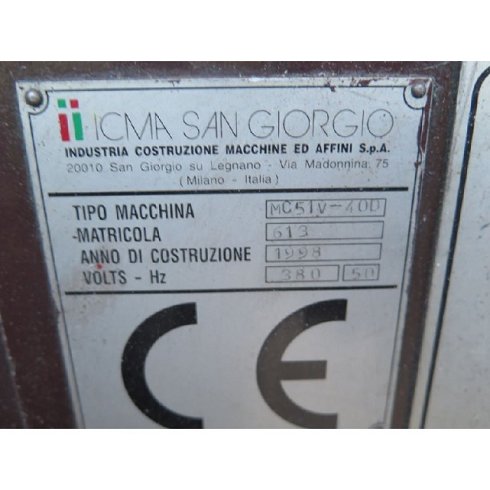 ICMA SAN GIORGIO
INDUSTRIA COSTRUZIONE MACCHINE ED AFFINI S.p.A.
20010 San Giorgio su Legnano - Via Madonnina, 75
(Milano - Italia)
TIPO MACCHINA MC51V-40D
-MATRICOLA 613
ANNO DI COSTRUZIONE 1998
VOLTS - Hz 380 50
CE